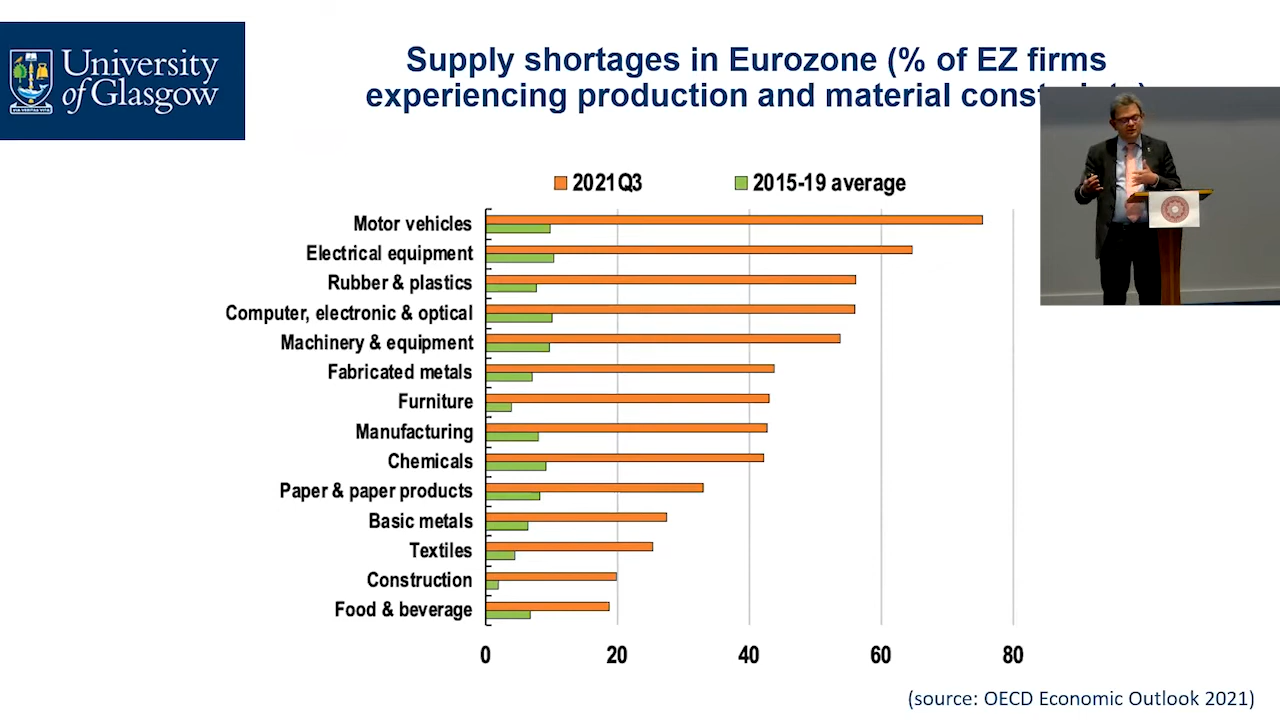 University
of Glasgow
Supply shortages in Eurozone (% of EZ firms
experiencing production and material
2021Q3
2015-19 average
Motor vehicles
Electrical equipment
Rubber & plastics
Computer, electronic & optical
Machinery & equipment
Fabricated metals
Furniture
Manufacturing
Chemicals
Paper & paper products
Basic metals
Textiles
Construction
Food & beverage
0 20 40 60 80
(source: OECD Economic Outlook 2021)